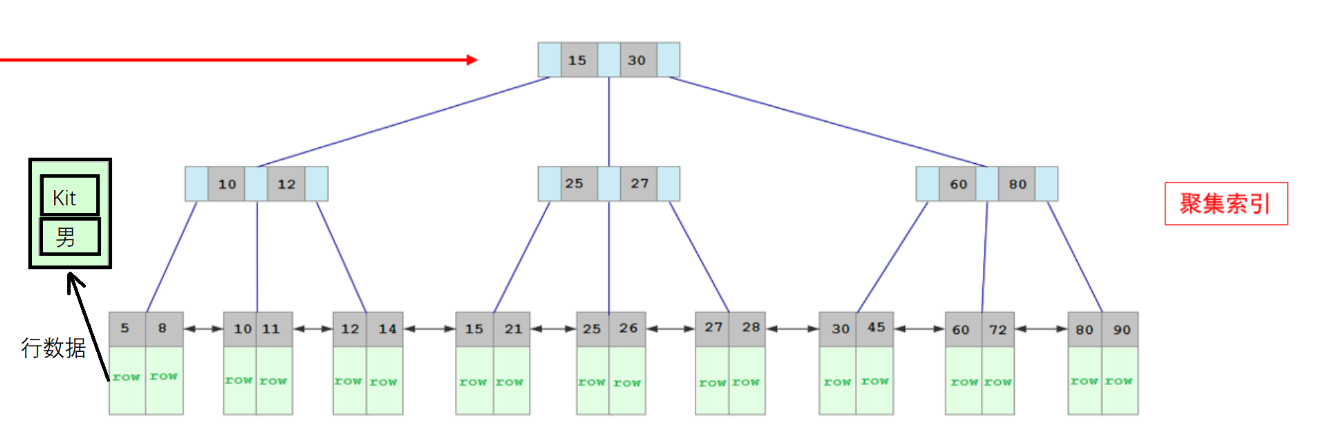 15 30
10 12
25 27
60 80
聚集索引
Kit
男
行数据
5 8
10 11
12 14
15 21
25 26
27 28
30 45
60 72
80 90
row row
row row
row row
row row
row row
row row
row row
row row
row row